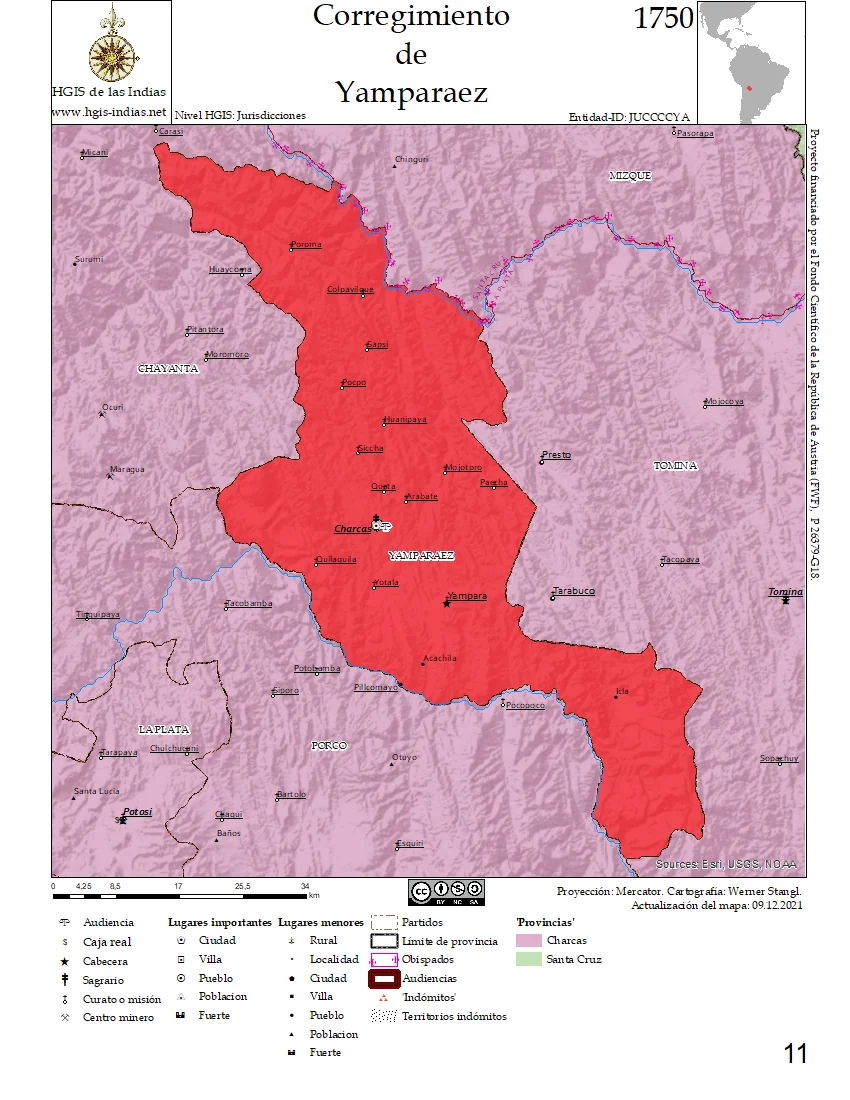 Corregimiento
de
Yamparaez
1750
HGIS de las Indias
www.hgis-indias.net
Nivel HGIS: Jurisdicciones
Entidad-ID: JUCCCCYA
Proyecto financiado por el Fondo Científico de la República de Austria (FWF), P 26379-G18.
Carasi
Pasorapa
Micani
Chinguri
MIZQUE
Surumi
Poroma
Huaycoma
Colpavilque
Pitantora
Sapsi
Moromoro
CHAYANTA
Pocpo
Mojocoya
Ocuri
Huanipaya
Siccha
Presto
Maragua
Mojotoro
TOMINA
Paccha
Arabate
Charcas
YAMPARAEZ
Quilaquila
Tacopaya
Yotala
Yampara
Tarabuco
Tomina
Tacobamba
Tinquipaya
Acachila
Potobamba
Pillcomayo
Siporo
Icla
Pocopoco
LA PLATA
PORCO
Tarapaya
Chulchucani
Otuyo
Sopachuy
Santa Lucia
Bartolo
Potosi
Chaqui
Baños
Esquiri
Sources: Esri, USGS, NOAA
0 4,25 8,5 17 25,5 34
km
CC BY NC SA
Proyección: Mercator. Cartografía: Werner Stangl.
Actualización del mapa: 09.12.2021
Audiencia
Caja real
Cabecera
Sagrario
Curato o misión
Centro minero
Lugares importantes
Ciudad
Villa
Pueblo
Poblacion
Fuerte
Lugares menores
Rural
Localidad
Ciudad
Villa
Pueblo
Poblacion
Fuerte
Partidos
Límite de provincia
Obispados
Audiencias
'Indómitos'
Territorios indómitos
'Provincias'
Charcas
Santa Cruz
11